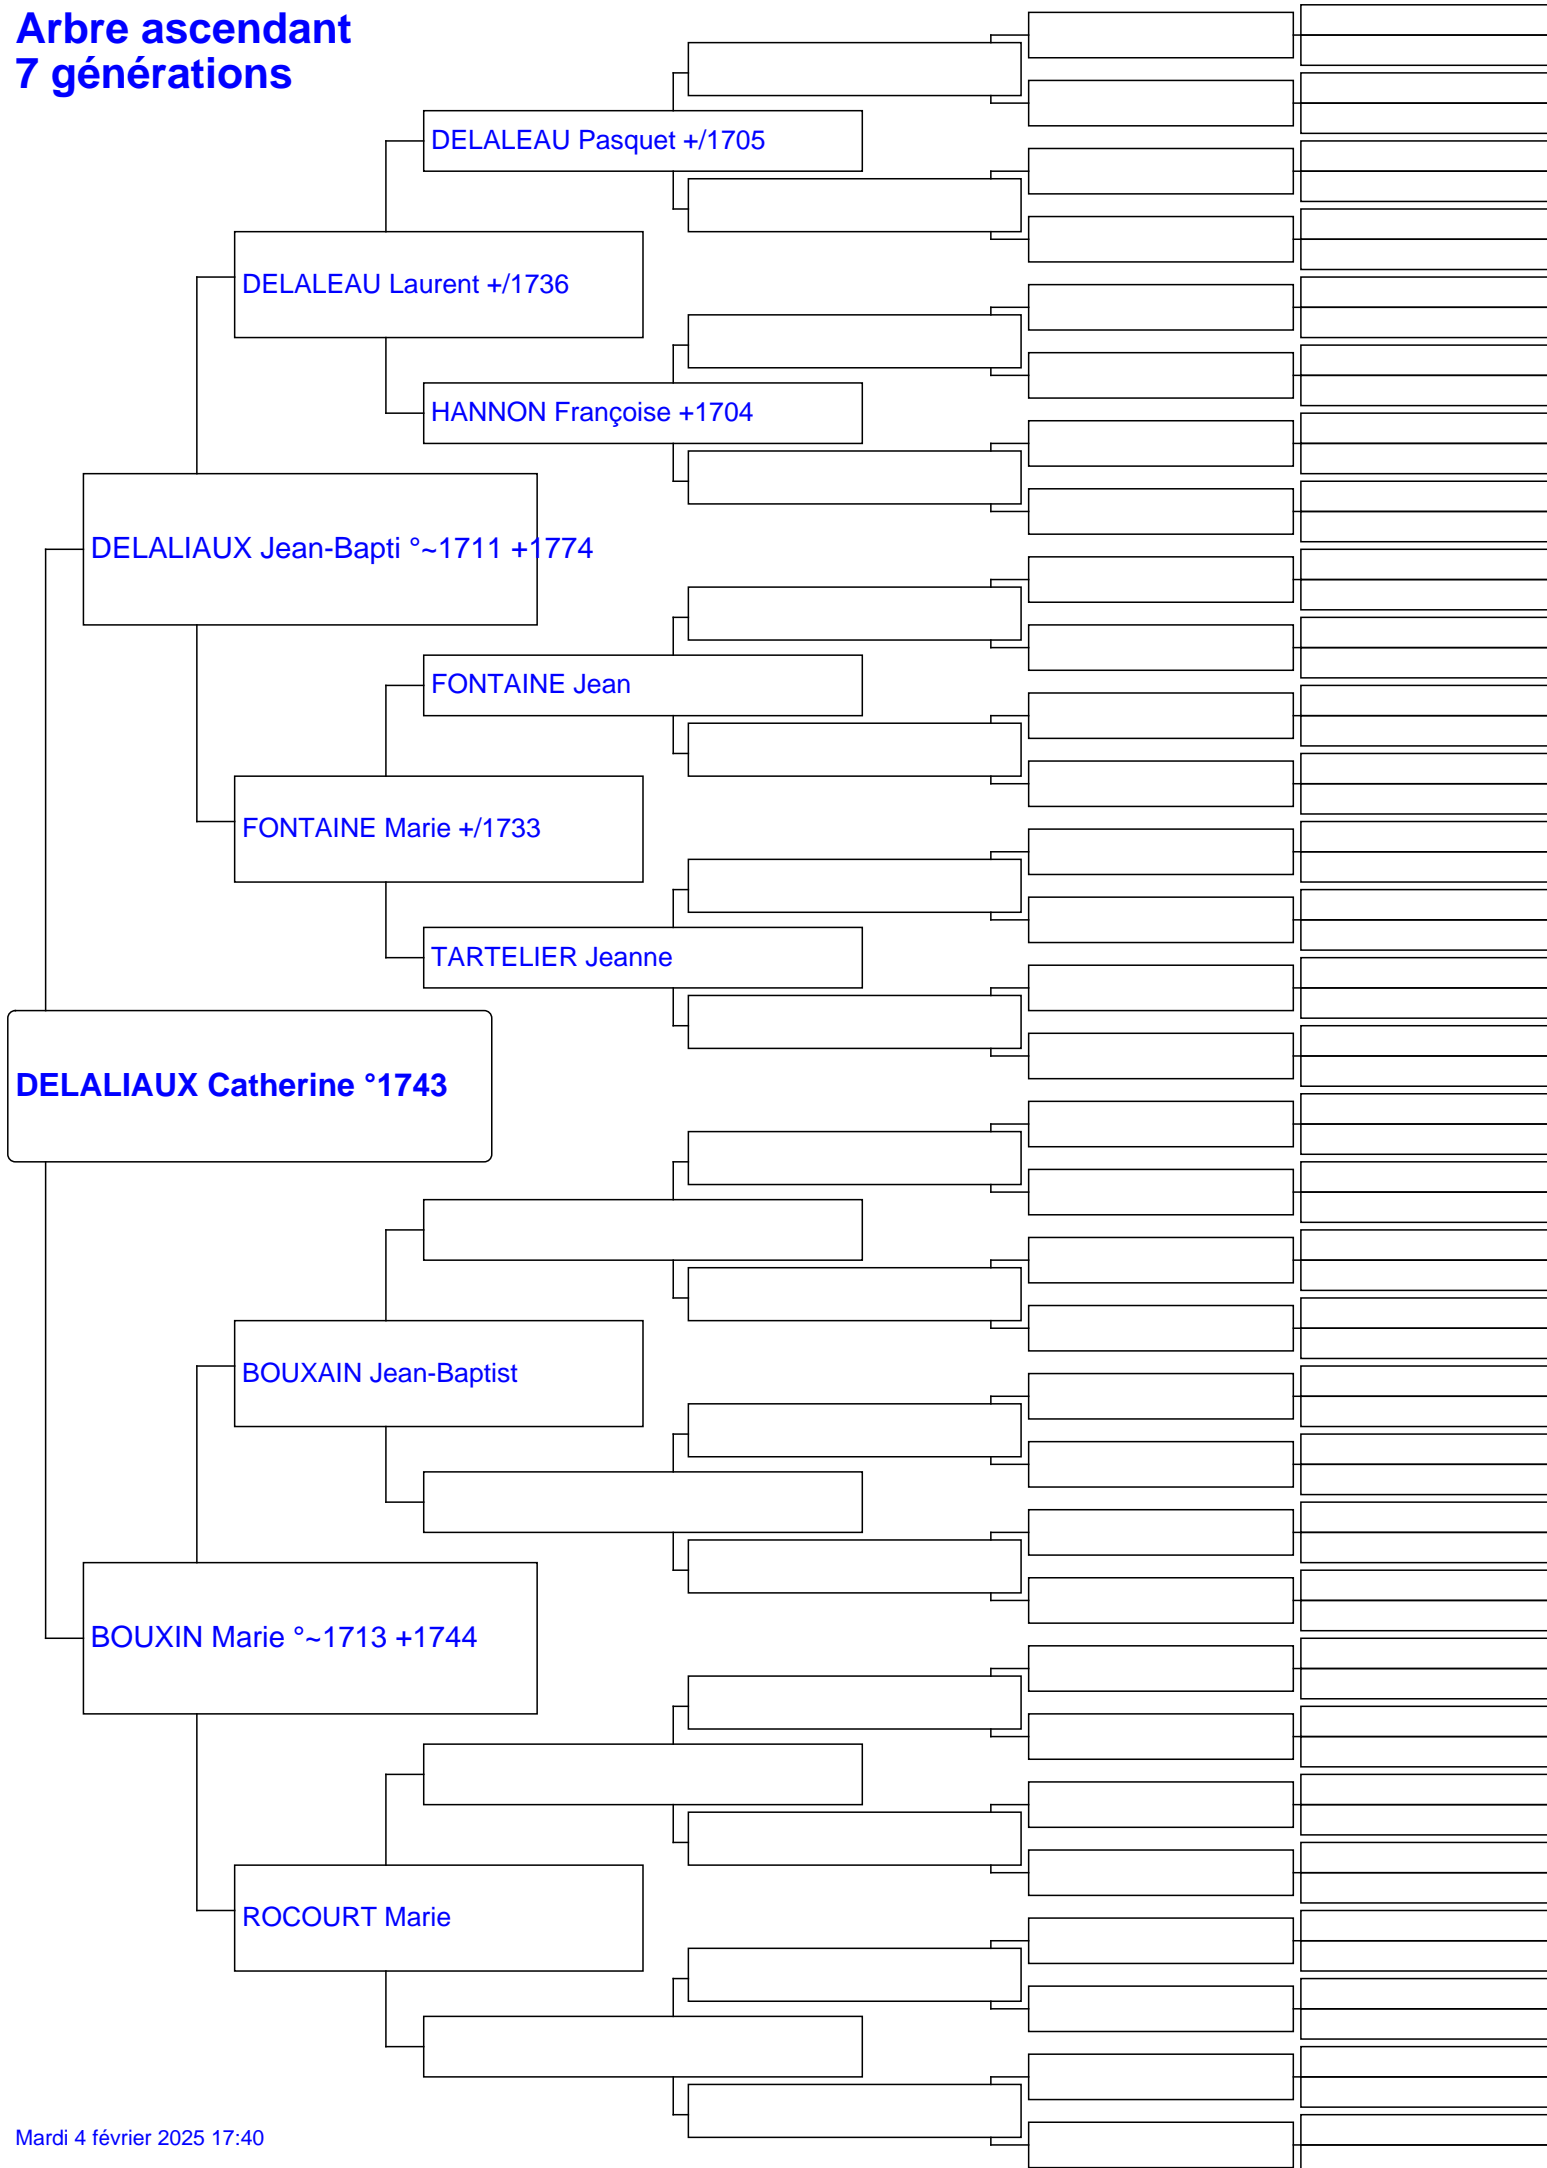 Arbre ascendant
7 générations
DELALEAU Pasquet +/1705
DELALEAU Laurent +/1736
HANNON Françoise +1704
DELALIAUX Jean-Bapti °~1711 +1774
FONTAINE Jean
FONTAINE Marie +/1733
TARTELIER Jeanne
DELALIAUX Catherine °1743
BOUXAIN Jean-Baptist
BOUXIN Marie °~1713 +1744
ROCOURT Marie
Mardi 4 février 2025 17:40